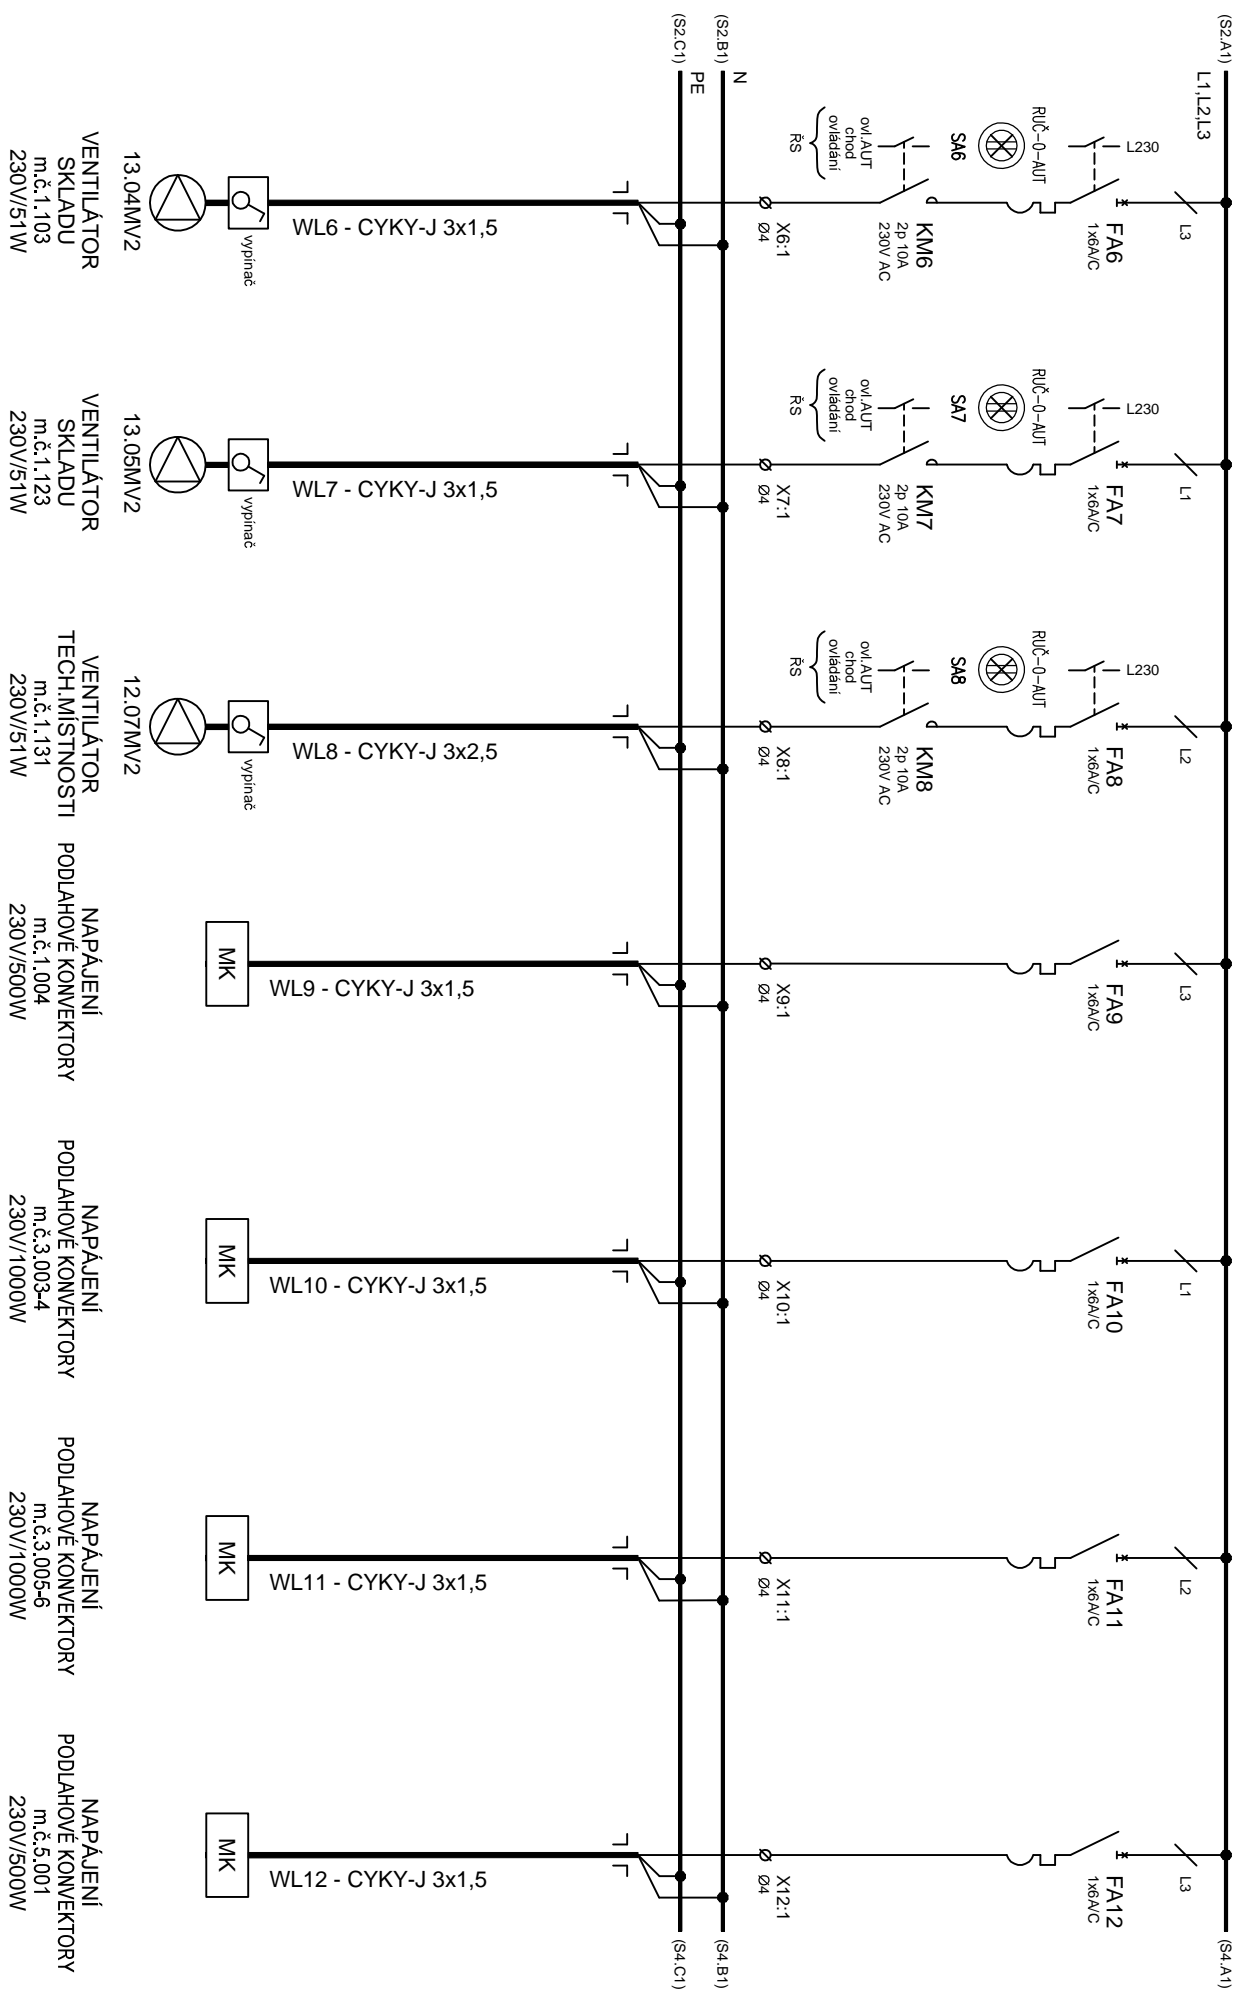 (S2.A1)
L1,L2,L3
(S4.A1)
(S2.B1)
N
(S4.B1)
(S2.C1)
PE
(S4.C1)
L3
L230
FA6
1x6A/C
RUČ-0-AUT
SA6
KM6
2p 10A
230V AC
ovl.AUT
chod
ovládání
ŘS
X6:1
Ø4
WL6 - CYKY-J 3x1,5
vypínač
13.04MV2
VENTILÁTOR
SKLADU
m.č.1.103
230V/51W
L1
L230
FA7
1x6A/C
RUČ-0-AUT
SA7
KM7
2p 10A
230V AC
ovl.AUT
chod
ovládání
ŘS
X7:1
Ø4
WL7 - CYKY-J 3x1,5
vypínač
13.05MV2
VENTILÁTOR
SKLADU
m.č.1.123
230V/51W
L2
L230
FA8
1x6A/C
RUČ-0-AUT
SA8
KM8
2p 10A
230V AC
ovl.AUT
chod
ovládání
ŘS
X8:1
Ø4
WL8 - CYKY-J 3x2,5
vypínač
12.07MV2
VENTILÁTOR
TECH.MÍSTNOSTI
m.č.1.131
230V/51W
L3
FA9
1x6A/C
X9:1
Ø4
WL9 - CYKY-J 3x1,5
MK
NAPÁJENÍ
PODLAHOVÉ KONVEKTORY
m.č.1.004
230V/500W
L1
FA10
1x6A/C
X10:1
Ø4
WL10 - CYKY-J 3x1,5
MK
NAPÁJENÍ
PODLAHOVÉ KONVEKTORY
m.č.3.003-4
230V/1000W
L2
FA11
1x6A/C
X11:1
Ø4
WL11 - CYKY-J 3x1,5
MK
NAPÁJENÍ
PODLAHOVÉ KONVEKTORY
m.č.3.005-6
230V/1000W
L3
FA12
1x6A/C
X12:1
Ø4
WL12 - CYKY-J 3x1,5
MK
NAPÁJENÍ
PODLAHOVÉ KONVEKTORY
m.č.5.001
230V/500W